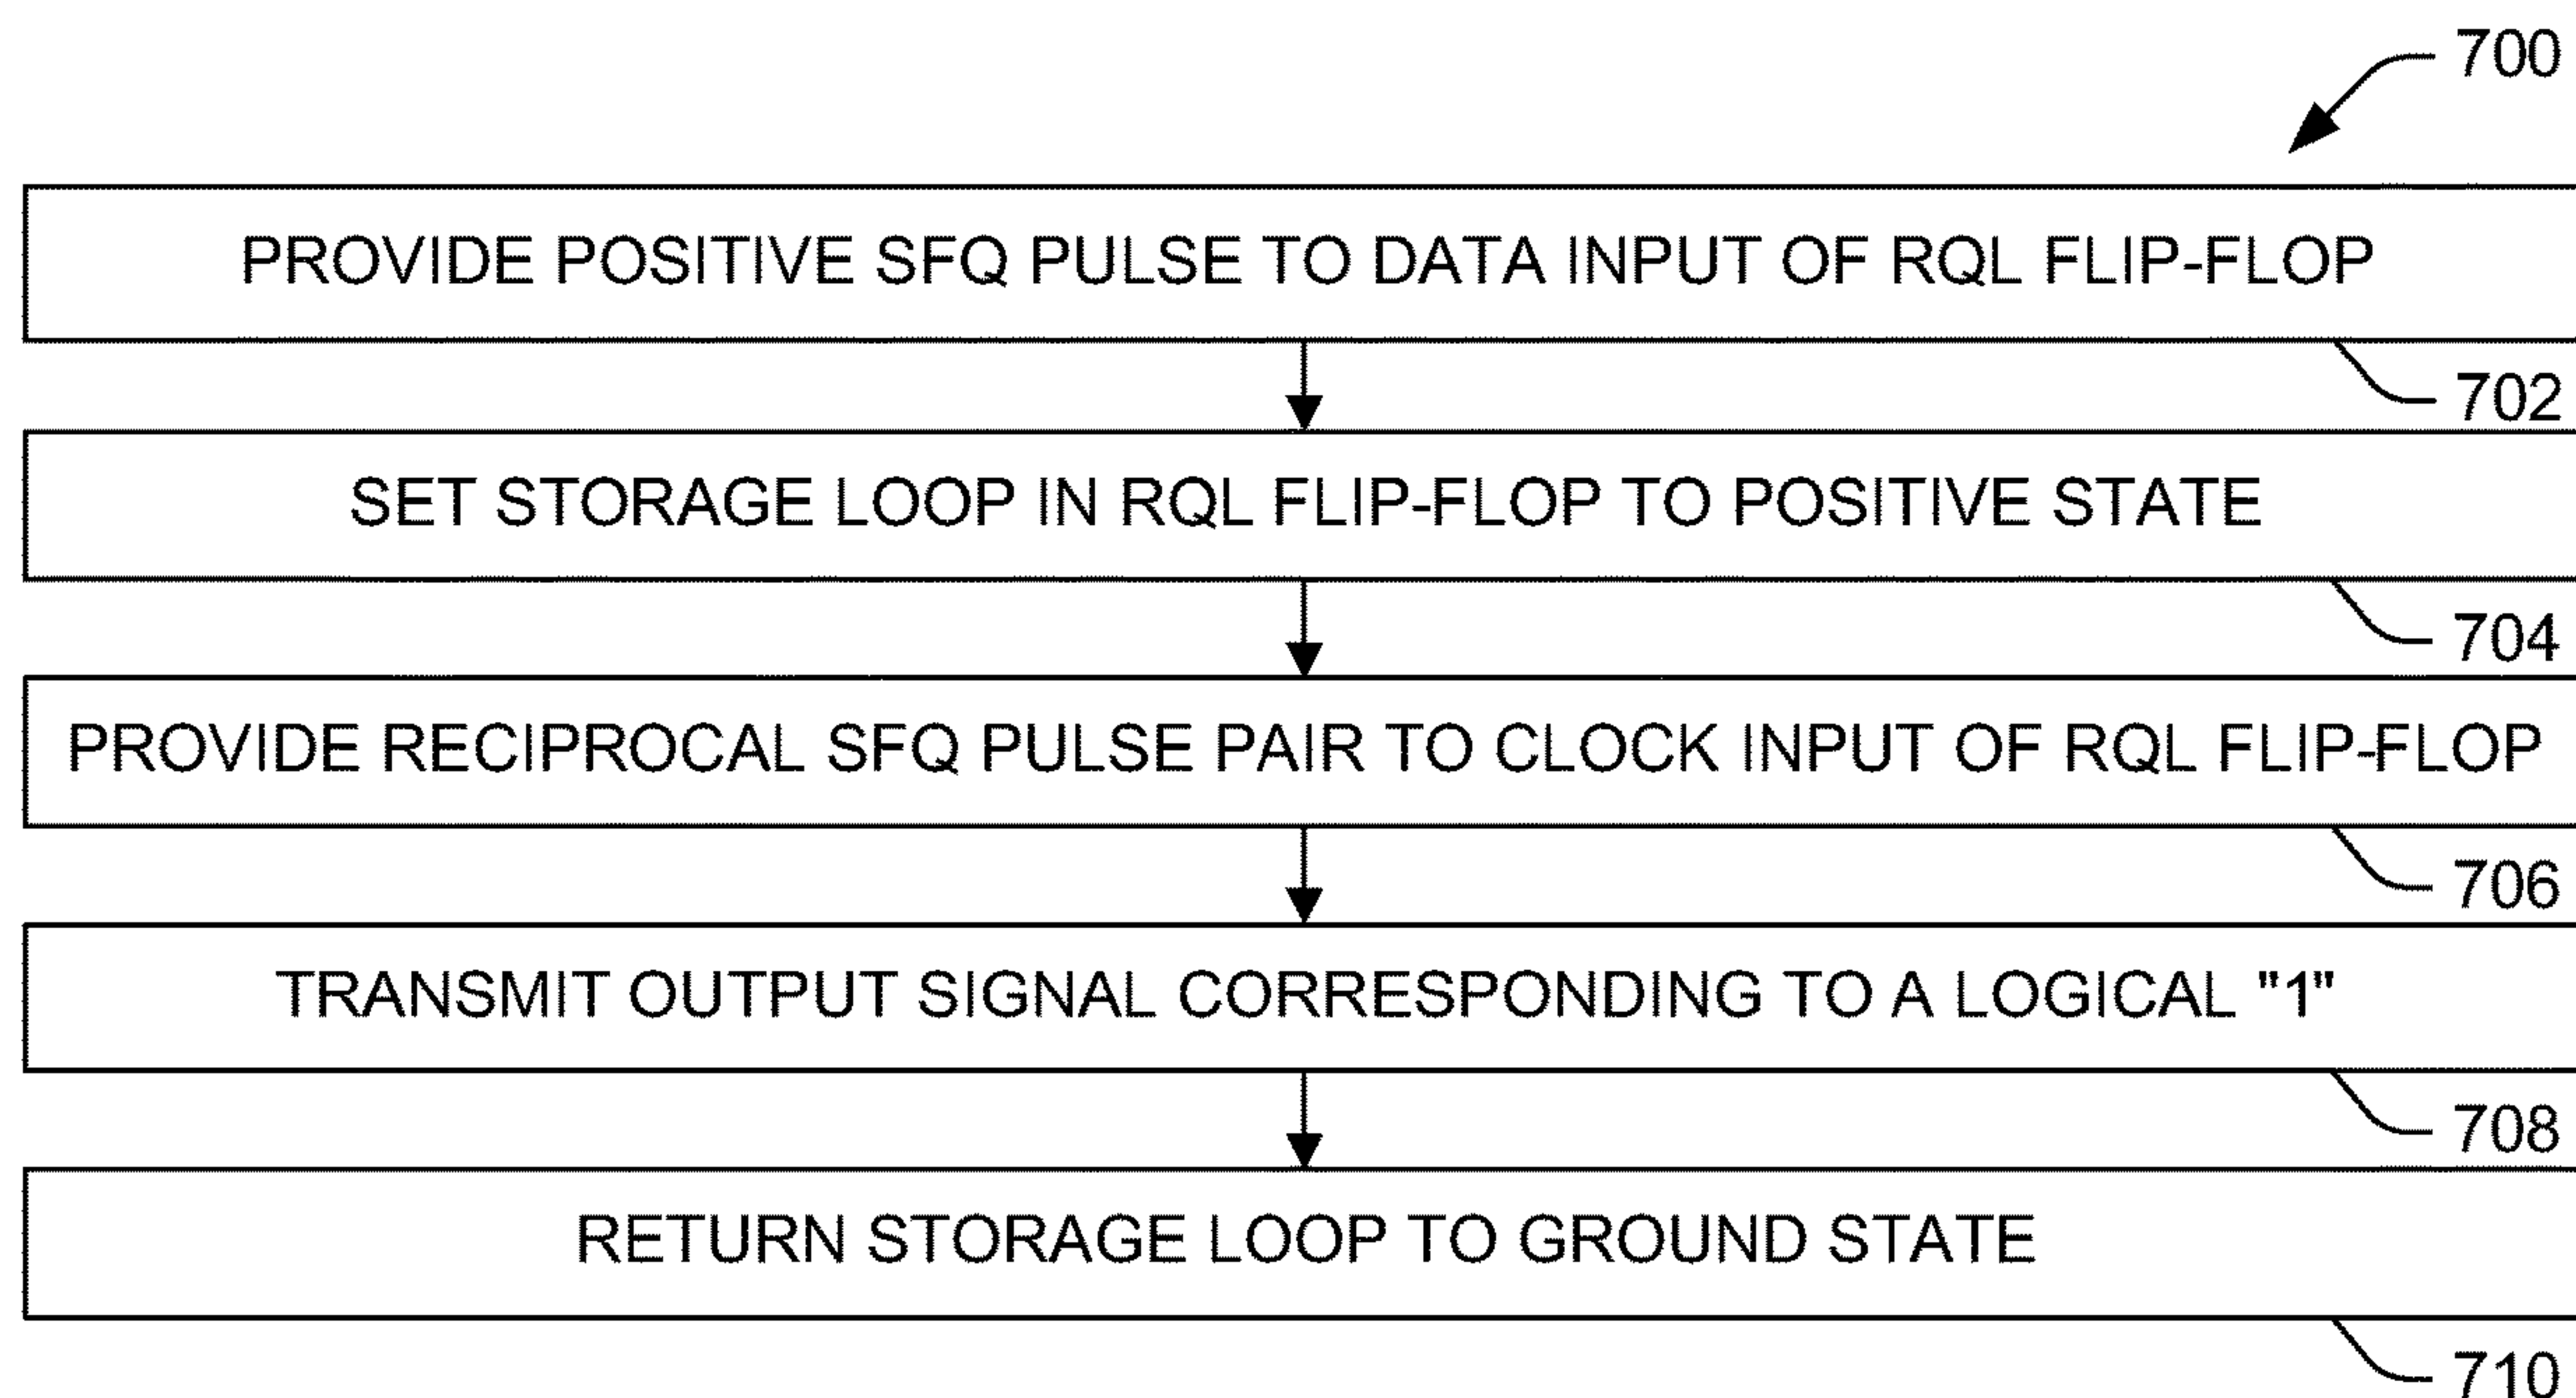 700
PROVIDE POSITIVE SFQ PULSE TO DATA INPUT OF RQL FLIP-FLOP
702
SET STORAGE LOOP IN RQL FLIP-FLOP TO POSITIVE STATE
704
PROVIDE RECIPROCAL SFQ PULSE PAIR TO CLOCK INPUT OF RQL FLIP-FLOP
706
TRANSMIT OUTPUT SIGNAL CORRESPONDING TO A LOGICAL "1"
708
RETURN STORAGE LOOP TO GROUND STATE
710